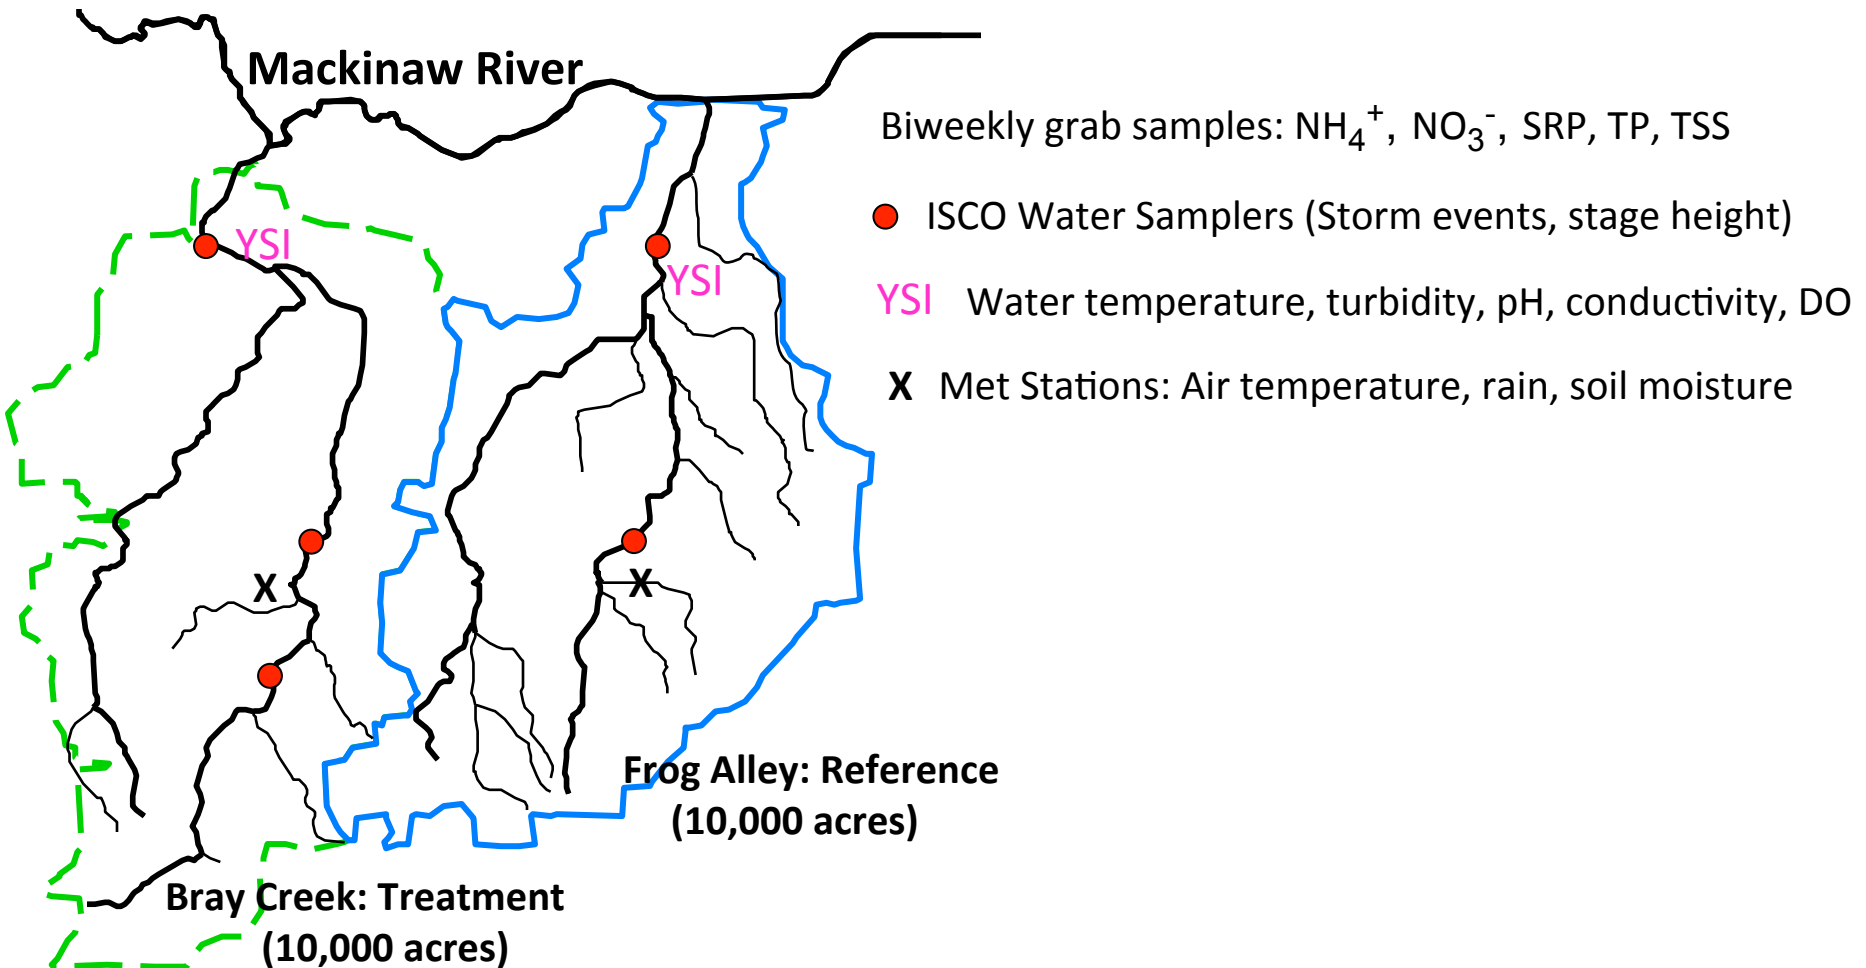 Mackinaw River
Biweekly grab samples: NH₄⁺, NO₃⁻, SRP, TP, TSS
ISCO Water Samplers (Storm events, stage height)
YSI
YSI
YSI Water temperature, turbidity, pH, conductivity, DO
X Met Stations: Air temperature, rain, soil moisture
X
X
Frog Alley: Reference
(10,000 acres)
Bray Creek: Treatment
(10,000 acres)